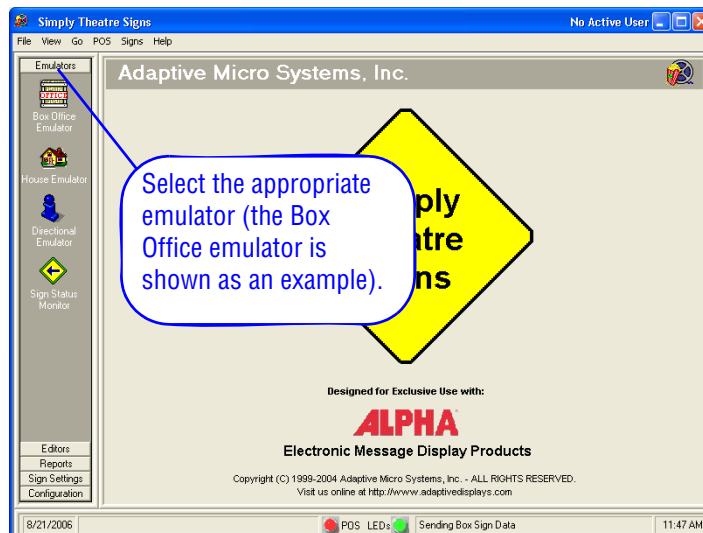 Simply Theatre Signs
No Active User
File View Go POS Signs Help
Emulators
OFFICE
Box Office
Emulator
House Emulator
Directional
Emulator
Sign Status
Monitor
Editors
Reports
Sign Settings
Configuration
Adaptive Micro Systems, Inc.
Select the appropriate
emulator (the Box
Office emulator is
shown as an example).
ply
atre
ns
Designed for Exclusive Use with:
ALPHA
Electronic Message Display Products
Copyright (C) 1999-2004 Adaptive Micro Systems, Inc. - ALL RIGHTS RESERVED.
Visit us online at http://www.adaptivedisplays.com
8/21/2006
POS LEDs
Sending Box Sign Data
11:47 AM